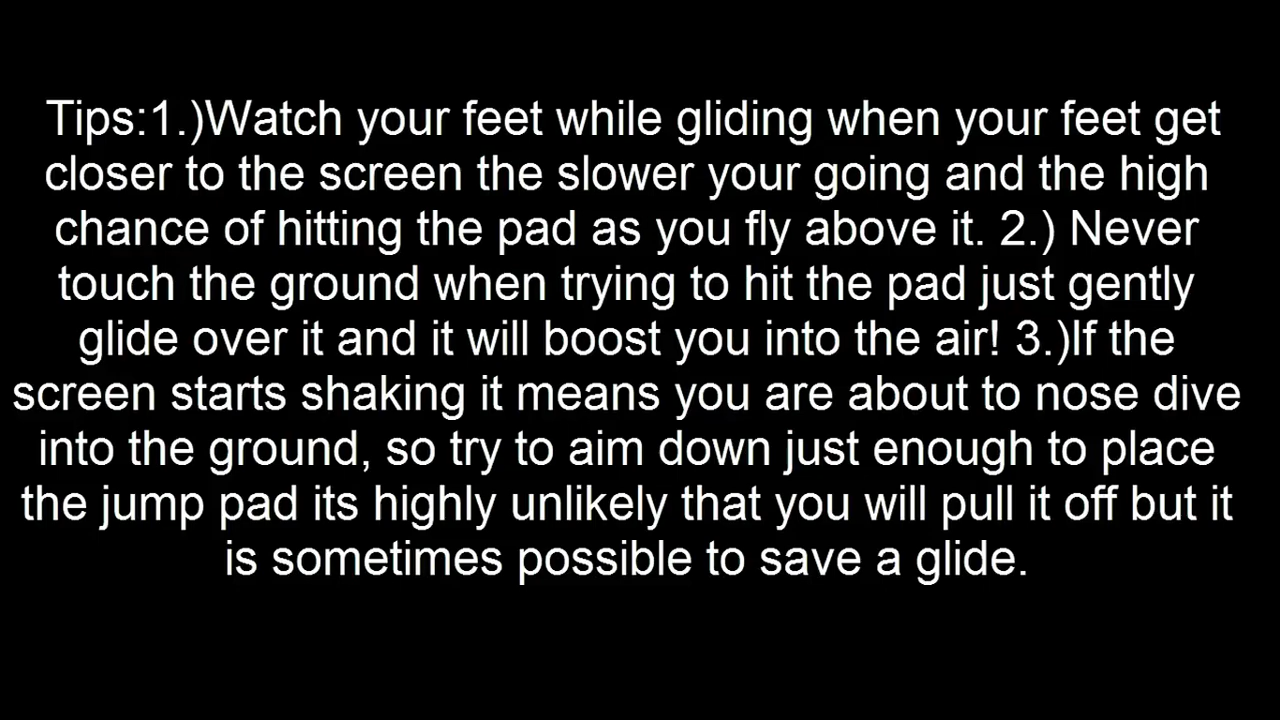 Tips:1.)Watch your feet while gliding when your feet get
closer to the screen the slower your going and the high
chance of hitting the pad as you fly above it. 2.) Never
touch the ground when trying to hit the pad just gently
glide over it and it will boost you into the air! 3.)If the
screen starts shaking it means you are about to nose dive
into the ground, so try to aim down just enough to place
the jump pad its highly unlikely that you will pull it off but it
is sometimes possible to save a glide.